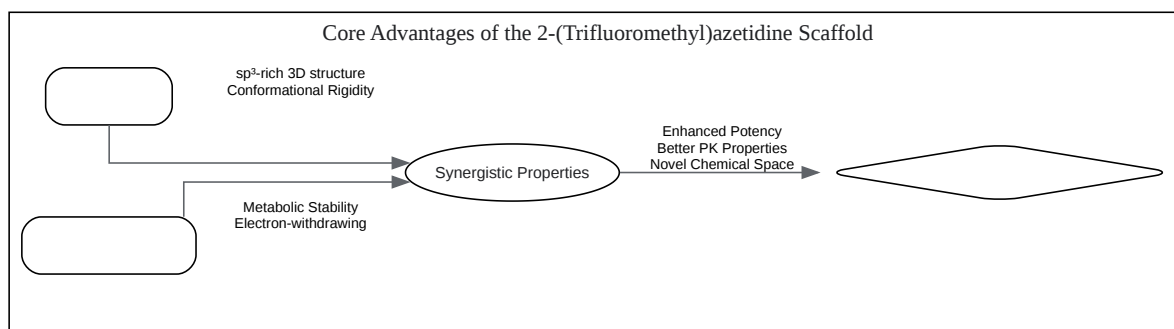 Core Advantages of the 2-(Trifluoromethyl)azetidine Scaffold
sp³-rich 3D structure
Conformational Rigidity
Enhanced Potency
Better PK Properties
Novel Chemical Space
Synergistic Properties
Metabolic Stability
Electron-withdrawing